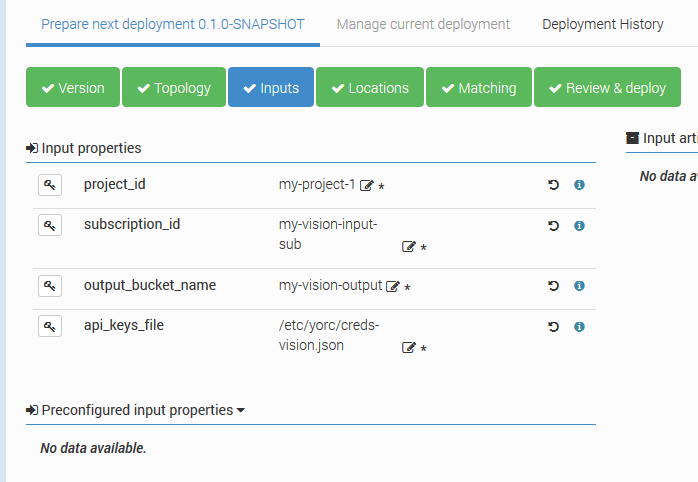 Prepare next deployment 0.1.0-SNAPSHOT Manage current deployment Deployment History
Version Topology Inputs Locations Matching Review & deploy
Input properties
Input arti
No data a
project_id my-project-1 *
subscription_id my-vision-input-
sub *
output_bucket_name my-vision-output *
api_keys_file /etc/yorc/creds-
vision.json *
Preconfigured input properties
No data available.